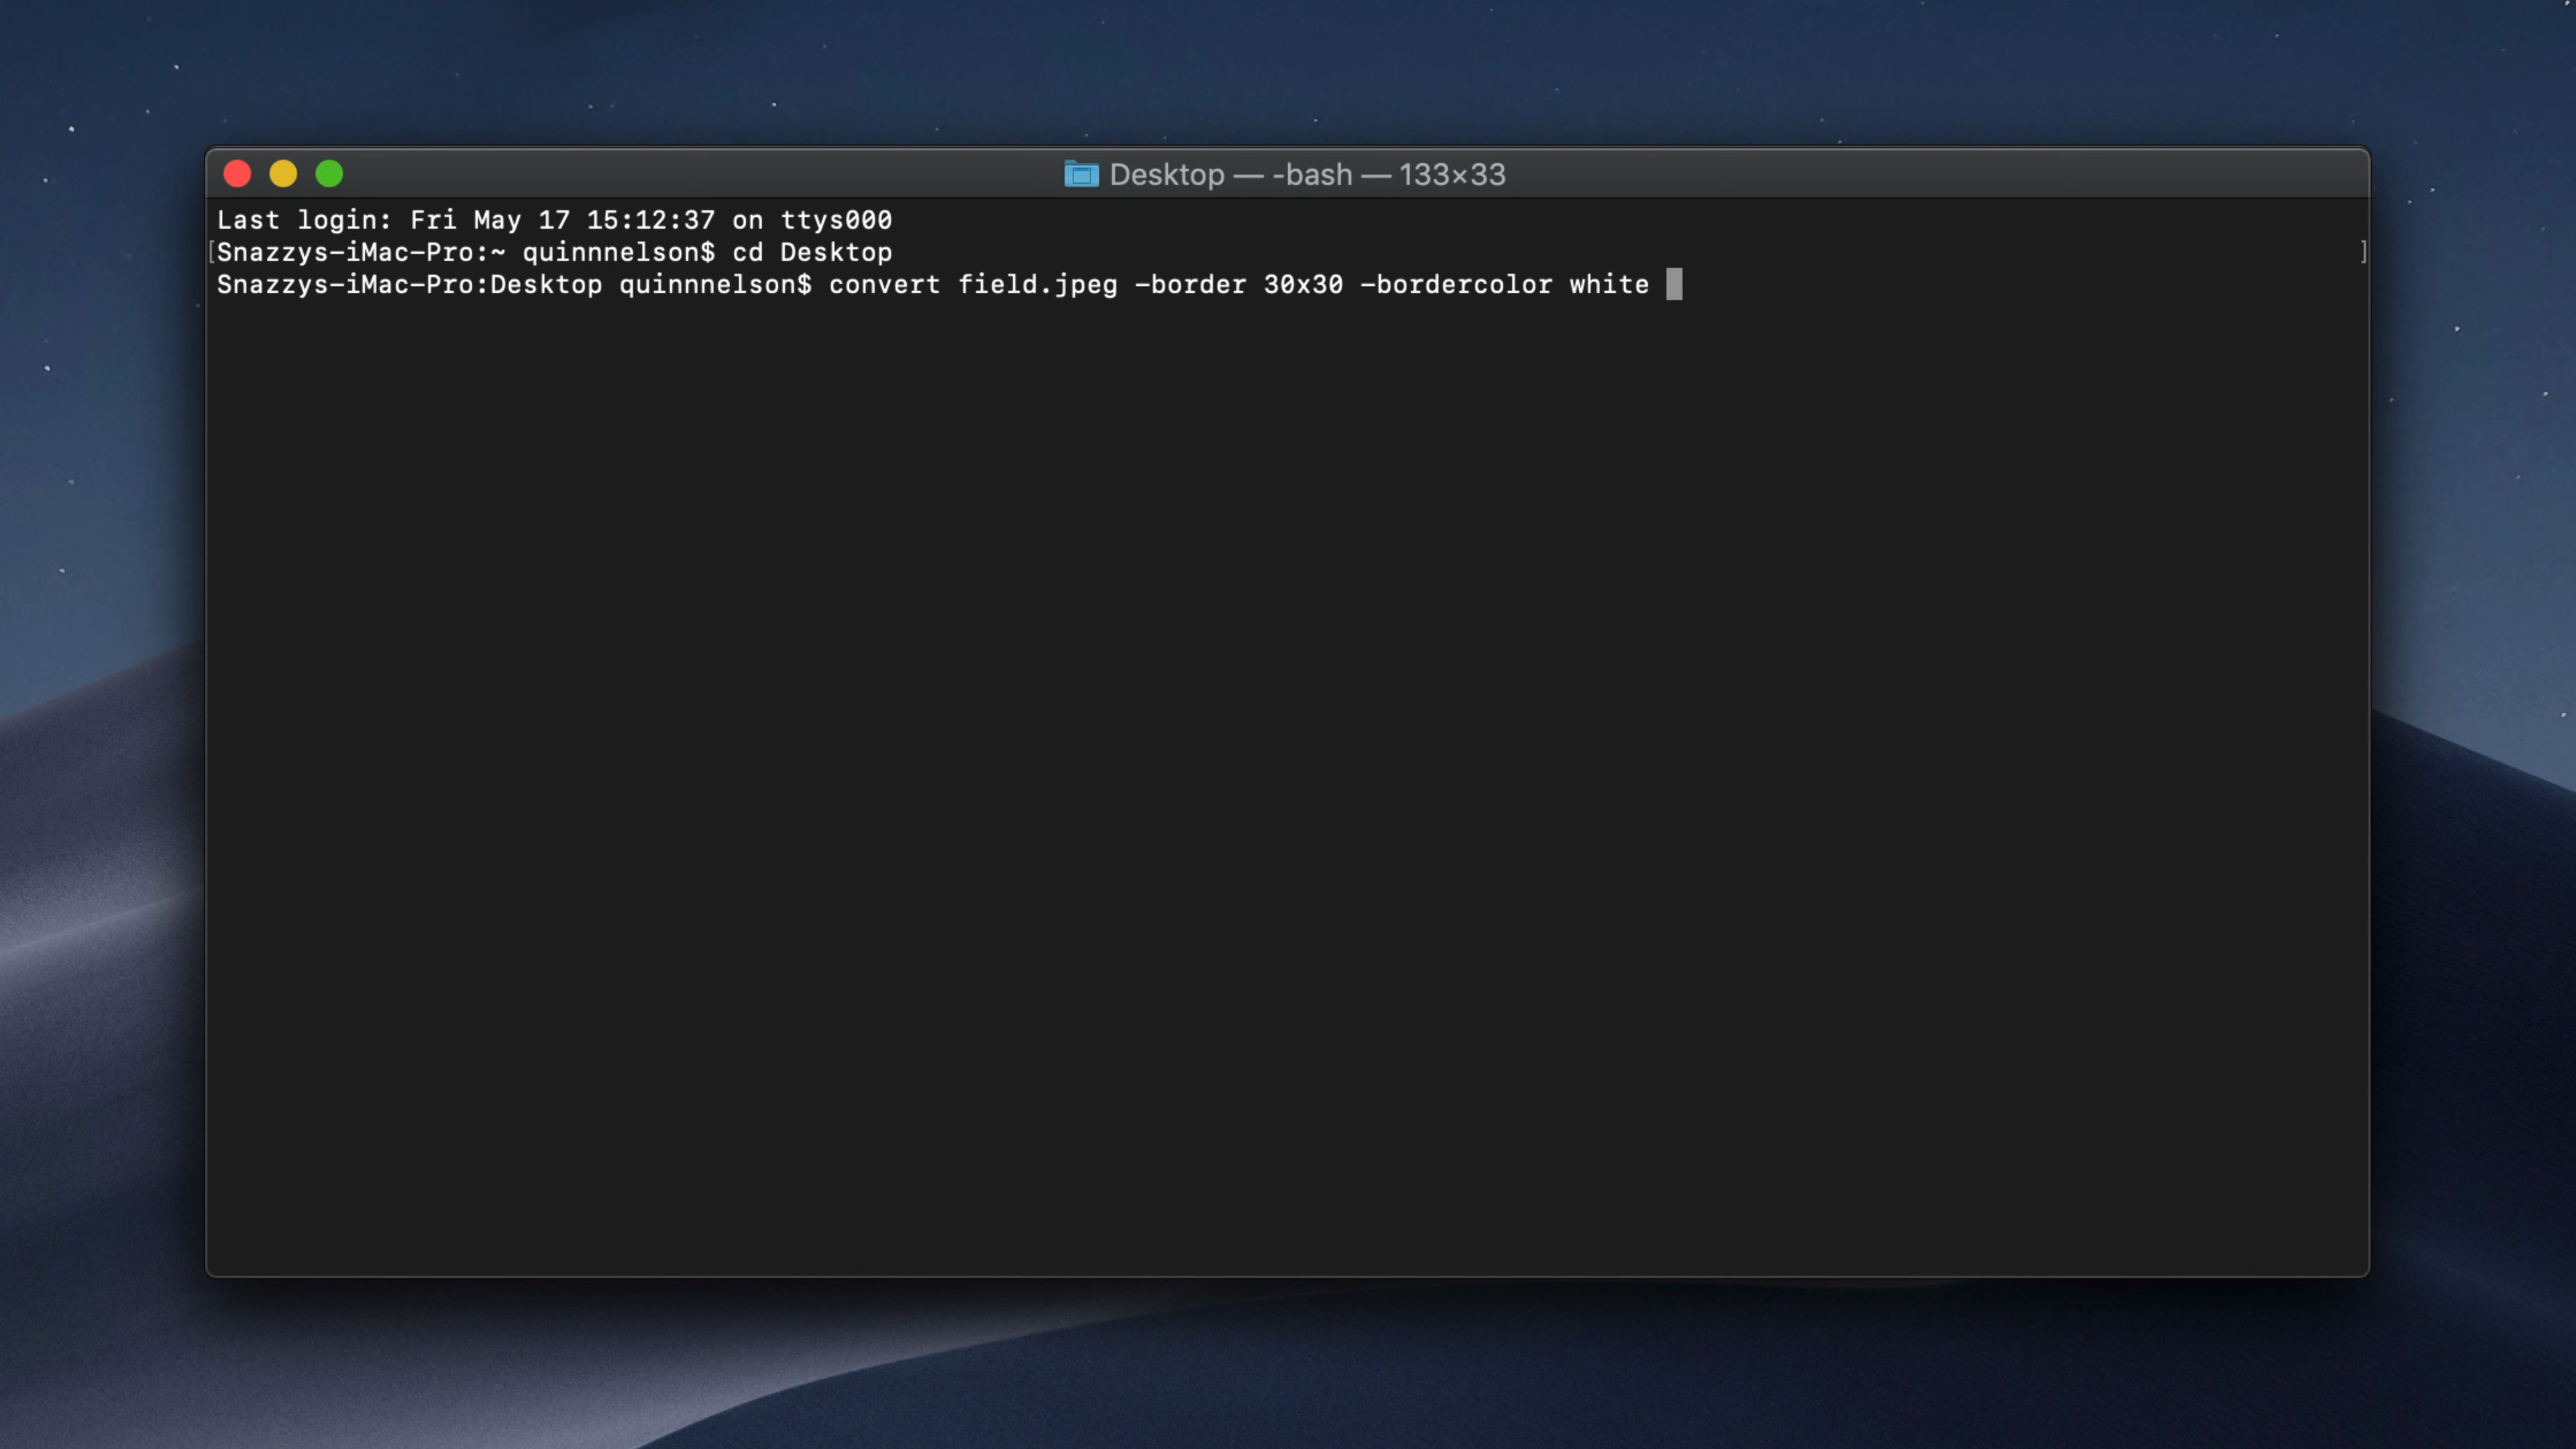 Desktop — -bash — 133×33
Last login: Fri May 17 15:12:37 on ttys000
[Snazzys-iMac-Pro:~ quinnnelson$ cd Desktop ]
Snazzys-iMac-Pro:Desktop quinnnelson$ convert field.jpeg -border 30x30 -bordercolor white